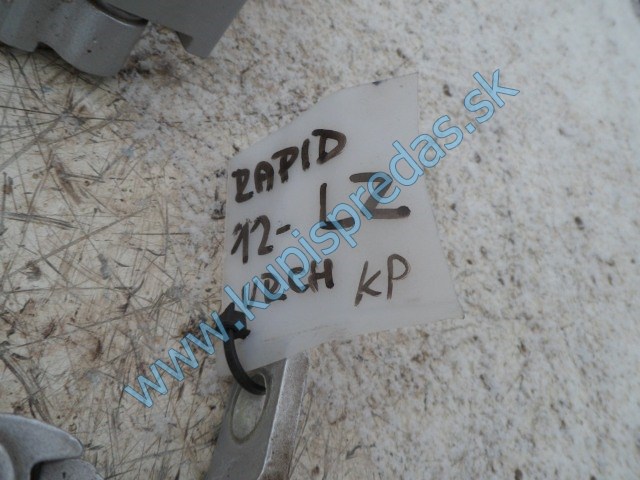 RAPID
12- LZ
KP
www.kupispredas.sk